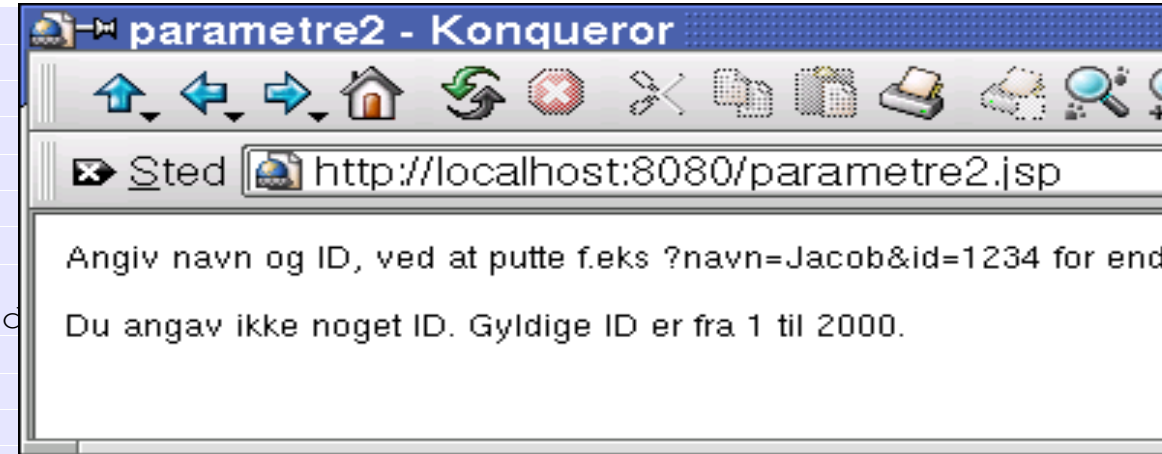 parametre2 - Konqueror
Sted http://localhost:8080/parametre2.jsp
Angiv navn og ID, ved at putte f.eks ?navn=Jacob&id=1234 for end
Du angav ikke noget ID. Gyldige ID er fra 1 til 2000.